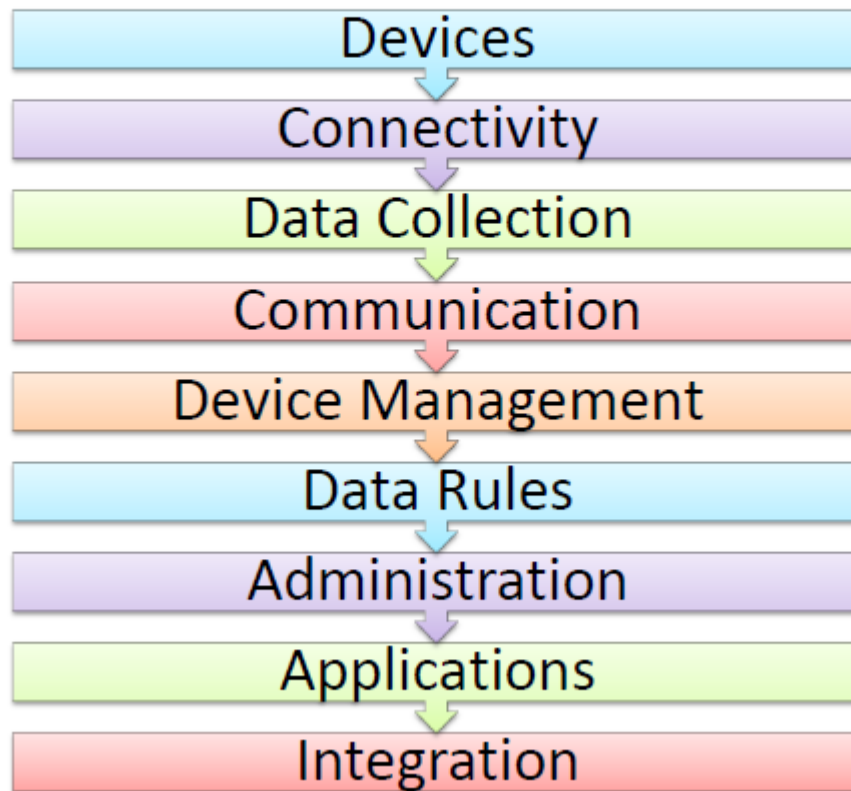 Devices
Connectivity
Data Collection
Communication
Device Management
Data Rules
Administration
Applications
Integration